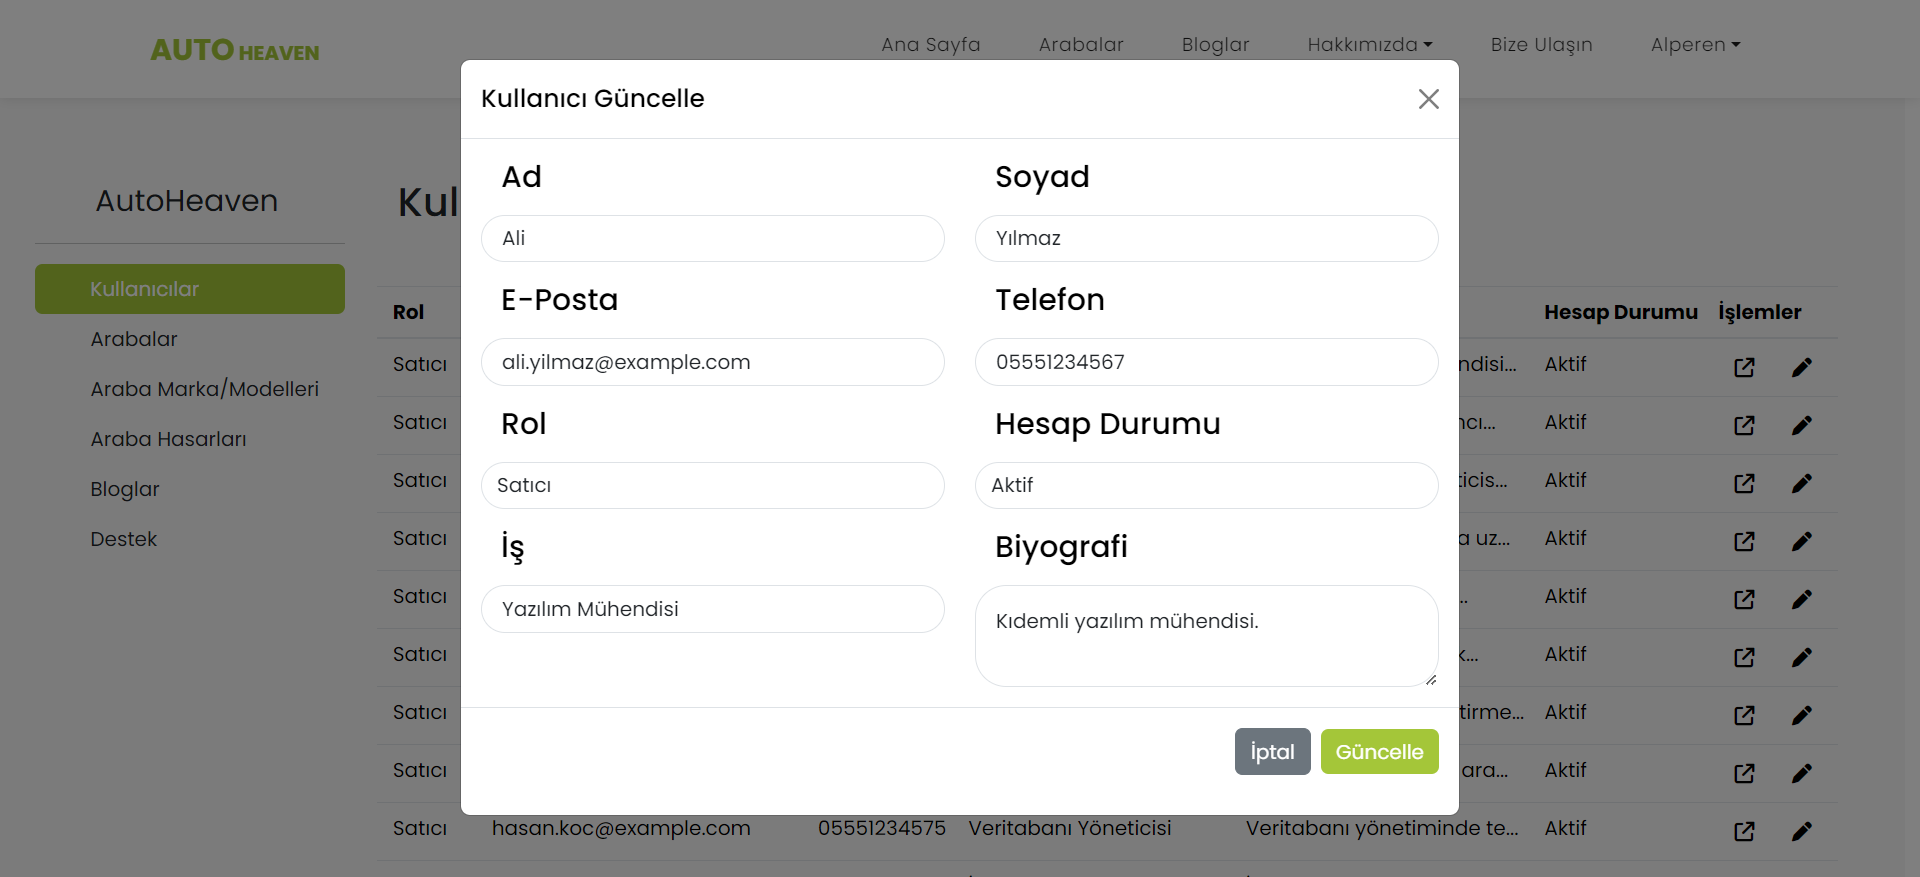 AUTO HEAVEN
Ana Sayfa Arabalar Bloglar Hakkımızda Bize Ulaşın Alperen
Kullanıcı Güncelle
Ad Soyad
Ali Yılmaz
E-Posta Telefon
ali.yilmaz@example.com 05551234567
Rol Hesap Durumu
Satıcı Aktif
İş Biyografi
Yazılım Mühendisi Kıdemli yazılım mühendisi.
İptal Güncelle
AutoHeaven
Kullanıcılar
Arabalar
Araba Marka/Modelleri
Araba Hasarları
Bloglar
Destek
Kul
Rol Hesap Durumu İşlemler
Satıcı ndisi... Aktif
Satıcı ncı... Aktif
Satıcı ticis... Aktif
Satıcı a uz... Aktif
Satıcı ... Aktif
Satıcı k... Aktif
Satıcı tirme... Aktif
Satıcı ara... Aktif
Satıcı hasan.koc@example.com 05551234575 Veritabanı Yöneticisi Veritabanı yönetiminde te... Aktif